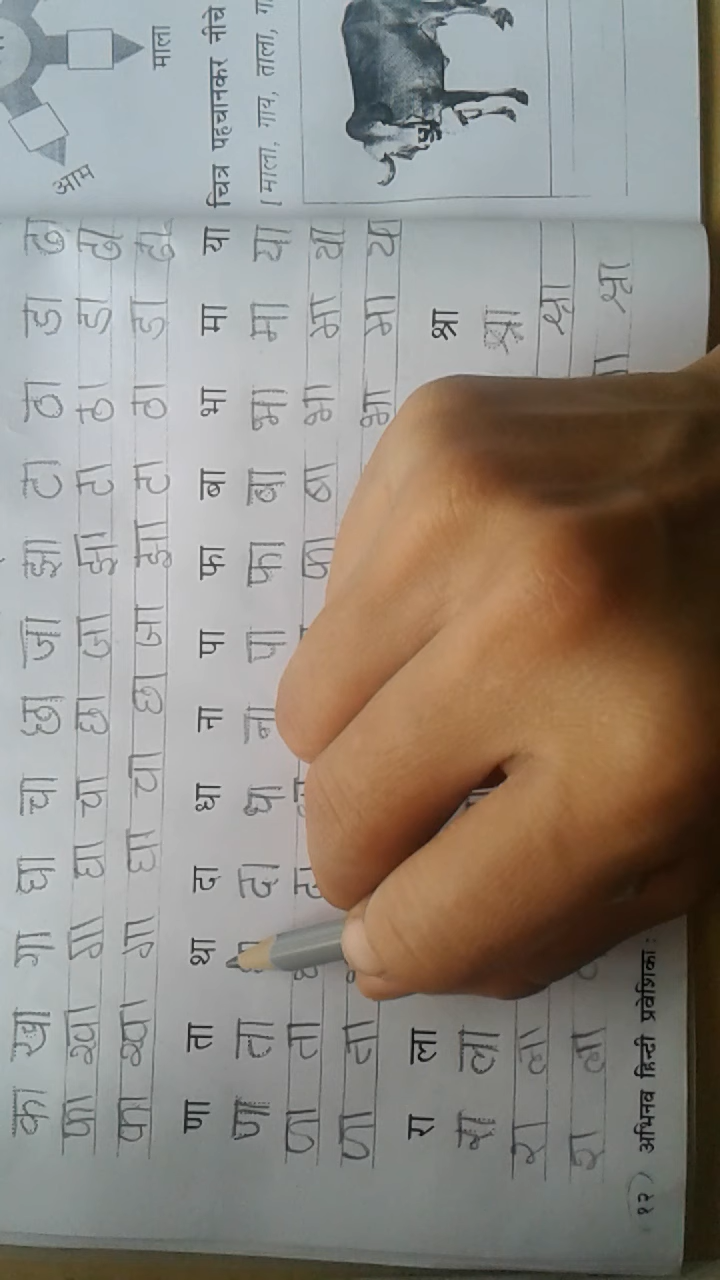 का खा गा घा चा छा जा झा टा ठा डा ढा
का खा गा घा चा छा जा झा टा ठा डा ढा
का खा गा घा चा छा जा झा टा ठा डा ढा
णा ता था दा धा ना पा फा बा भा मा या
णा ता दा धा ना पा फा बा भा मा या
णा ता फा बा भा मा या
णा ता भा मा या
रा ला श्रा
रा ला श्रा
रा ला श्रा
रा ला श्रा
१२ अभिनव हिन्दी प्रवेशिका :
आम माला
चित्र पहचानकर नीचे
( माला, गाय, ताला,